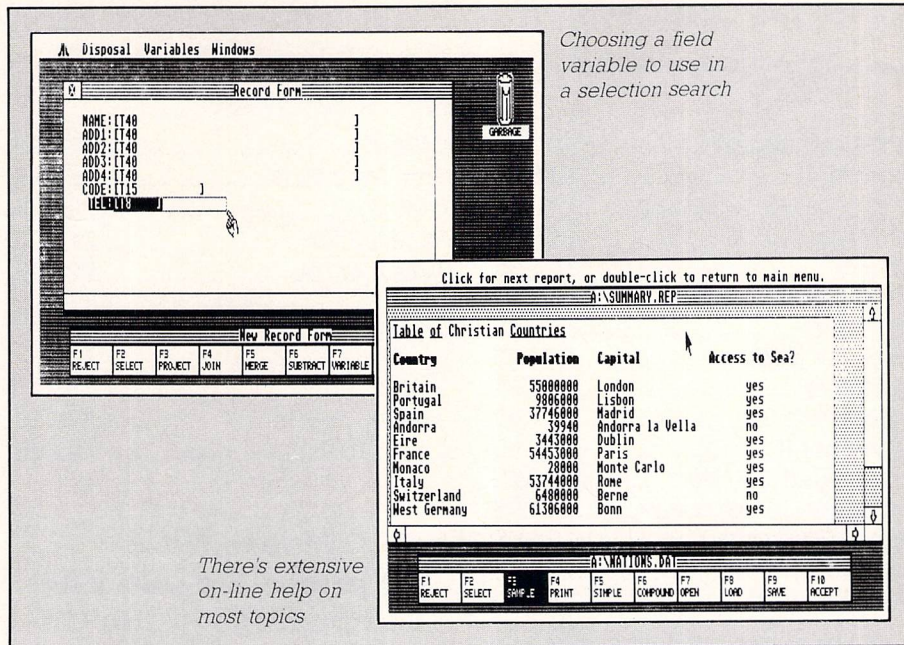 Disposal Variables Windows
Record Form
NAME:[T40 ]
ADD1:[T40 ]
ADD2:[T40 ]
ADD3:[T40 ]
ADD4:[T40 ]
CODE:[T15 ]
TEL:[T8 ]
GARBAGE
New Record Form
F1 REJECT F2 SELECT F3 PROJECT F4 JOIN F5 MERGE F6 SUBTRACT F7 VARIABLE
Choosing a field
variable to use in
a selection search
Click for next report, or double-click to return to main menu.
A:\SUMMARY.REP
Table of Christian Countries
Country Population Capital Access to Sea?
Britain 55800000 London yes
Portugal 9806000 Lisbon yes
Spain 37746000 Madrid yes
Andorra 39940 Andorra la Vella no
Eire 3443000 Dublin yes
France 54453000 Paris yes
Monaco 28000 Monte Carlo yes
Italy 53744000 Rome yes
Switzerland 6480000 Berne no
West Germany 61306000 Bonn yes
A:\NATIONS.DAT
F1 REJECT F2 SELECT F3 SAMPLE F4 PRINT F5 SIMPLE F6 COMPOUND F7 OPEN F8 LOAD F9 SAVE F10 ACCEPT
There's extensive
on-line help on
most topics